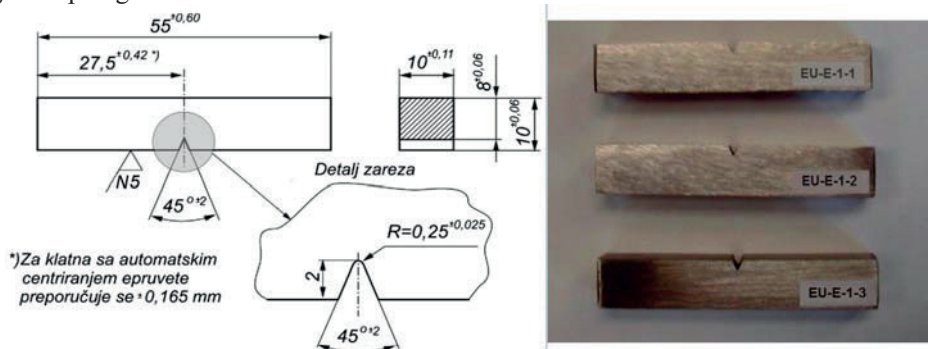 55±0,60
27,5±0,42 *)
10±0,11
8±0,06
10±0,06
N5
45°±2
Detalj zareza
R=0,25±0,025
2
45°±2
*)Za klatna sa automatskim
centriranjem epruvete
preporučuje se ±0,165 mm
EU-E-1-1
EU-E-1-2
EU-E-1-3